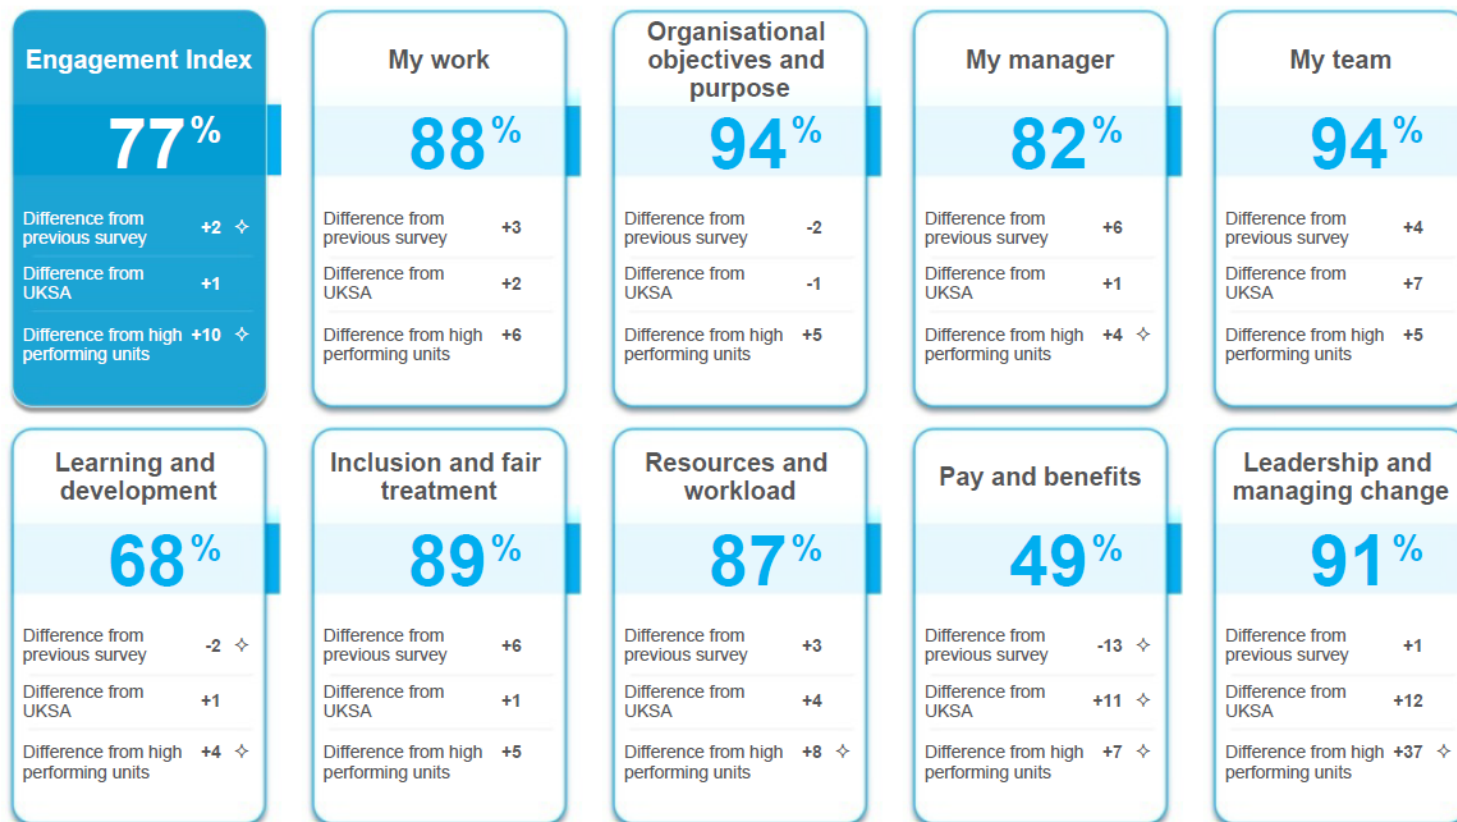 Engagement Index
77%
Difference from
previous survey +2 ✧
Difference from
UKSA +1
Difference from high +10 ✧
performing units
My work
88%
Difference from
previous survey +3
Difference from
UKSA +2
Difference from high +6
performing units
Organisational
objectives and
purpose
94%
Difference from
previous survey -2
Difference from
UKSA -1
Difference from high +5
performing units
My manager
82%
Difference from
previous survey +6
Difference from
UKSA +1
Difference from high +4 ✧
performing units
My team
94%
Difference from
previous survey +4
Difference from
UKSA +7
Difference from high +5
performing units
Learning and
development
68%
Difference from
previous survey -2 ✧
Difference from
UKSA +1
Difference from high +4 ✧
performing units
Inclusion and fair
treatment
89%
Difference from
previous survey +6
Difference from
UKSA +1
Difference from high +5
performing units
Resources and
workload
87%
Difference from
previous survey +3
Difference from
UKSA +4
Difference from high +8 ✧
performing units
Pay and benefits
49%
Difference from
previous survey -13 ✧
Difference from
UKSA +11 ✧
Difference from high +7 ✧
performing units
Leadership and
managing change
91%
Difference from
previous survey +1
Difference from
UKSA +12
Difference from high +37 ✧
performing units